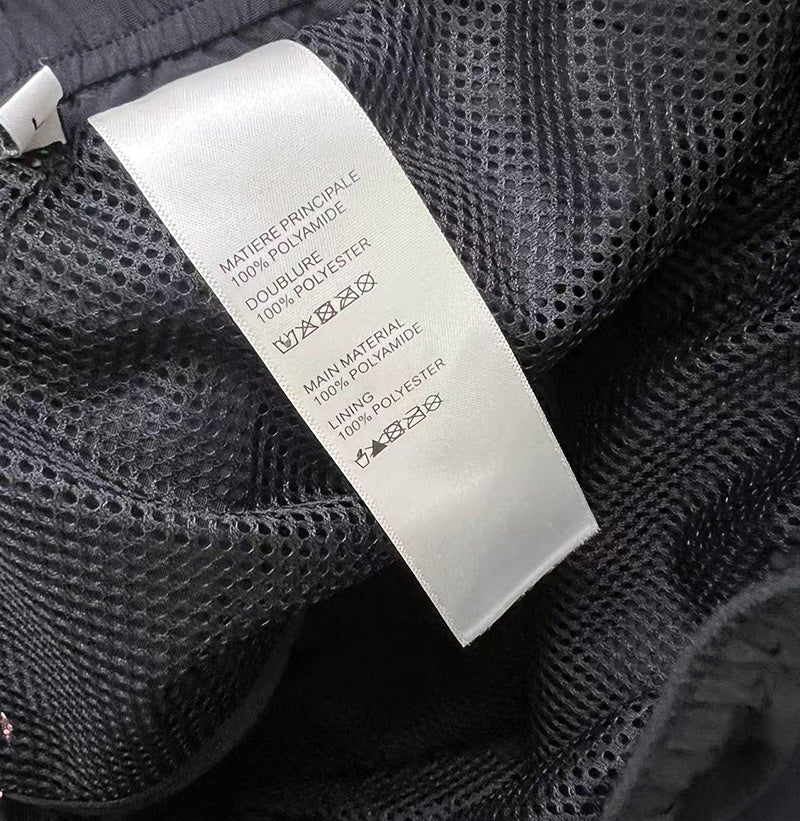 L
MATIERE PRINCIPALE
100% POLYAMIDE
DOUBLURE
100% POLYESTER
MAIN MATERIAL
100% POLYAMIDE
LINING
100% POLYESTER